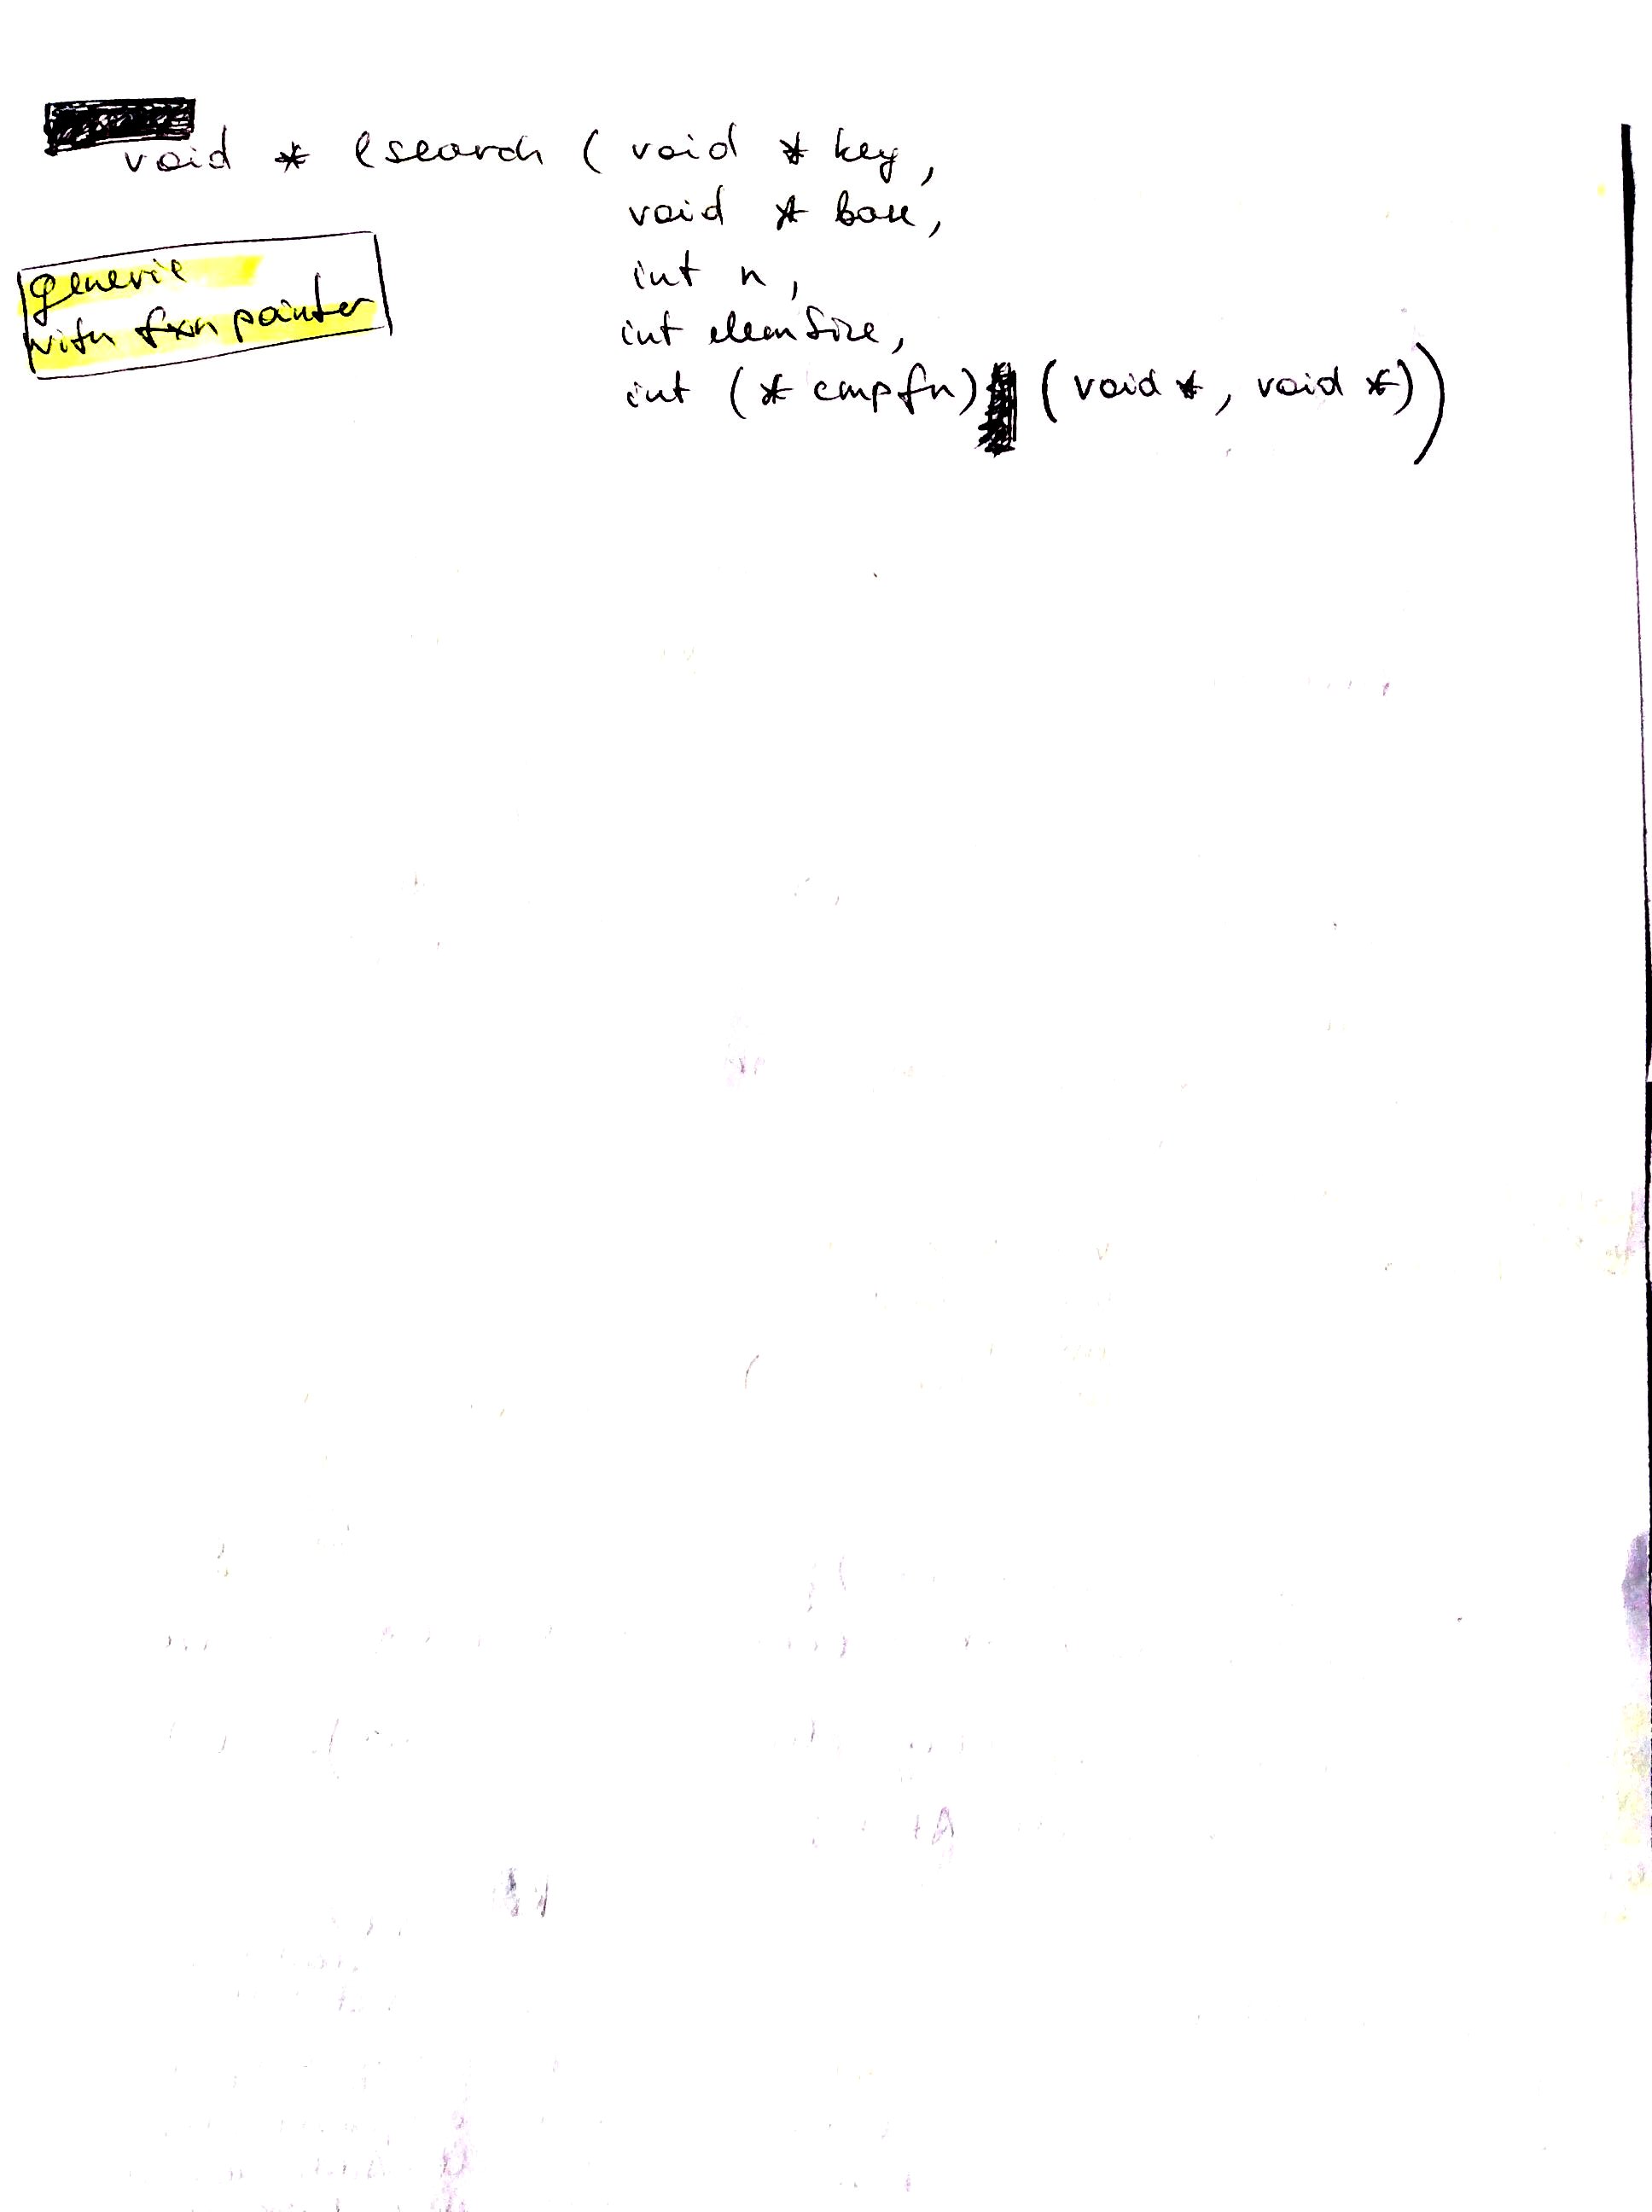 void * lsearch ( void * key,
void * base,
int n,
generic
with fxn pointer
int elemSize,
int (* cmpfn) (void *, void *))